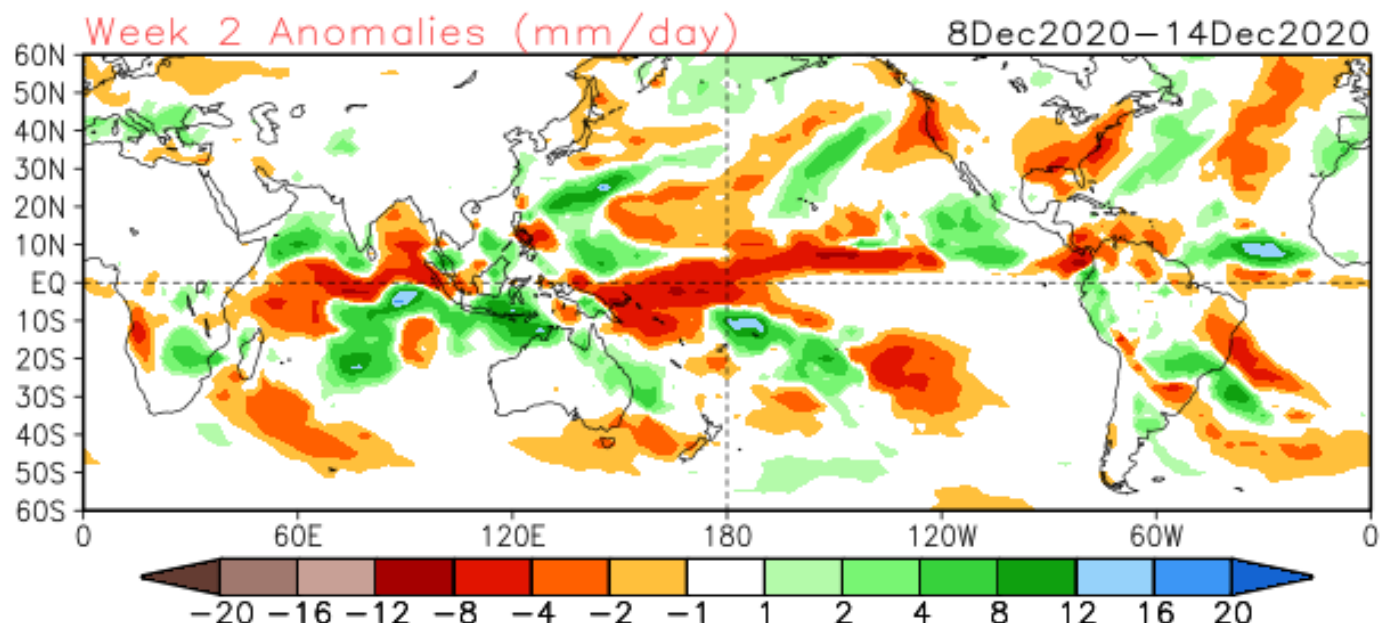 Week 2 Anomalies (mm/day) 8Dec2020−14Dec2020
60N
50N
40N
30N
20N
10N
EQ
10S
20S
30S
40S
50S
60S
0 60E 120E 180 120W 60W 0
−20 −16 −12 −8 −4 −2 −1 1 2 4 8 12 16 20